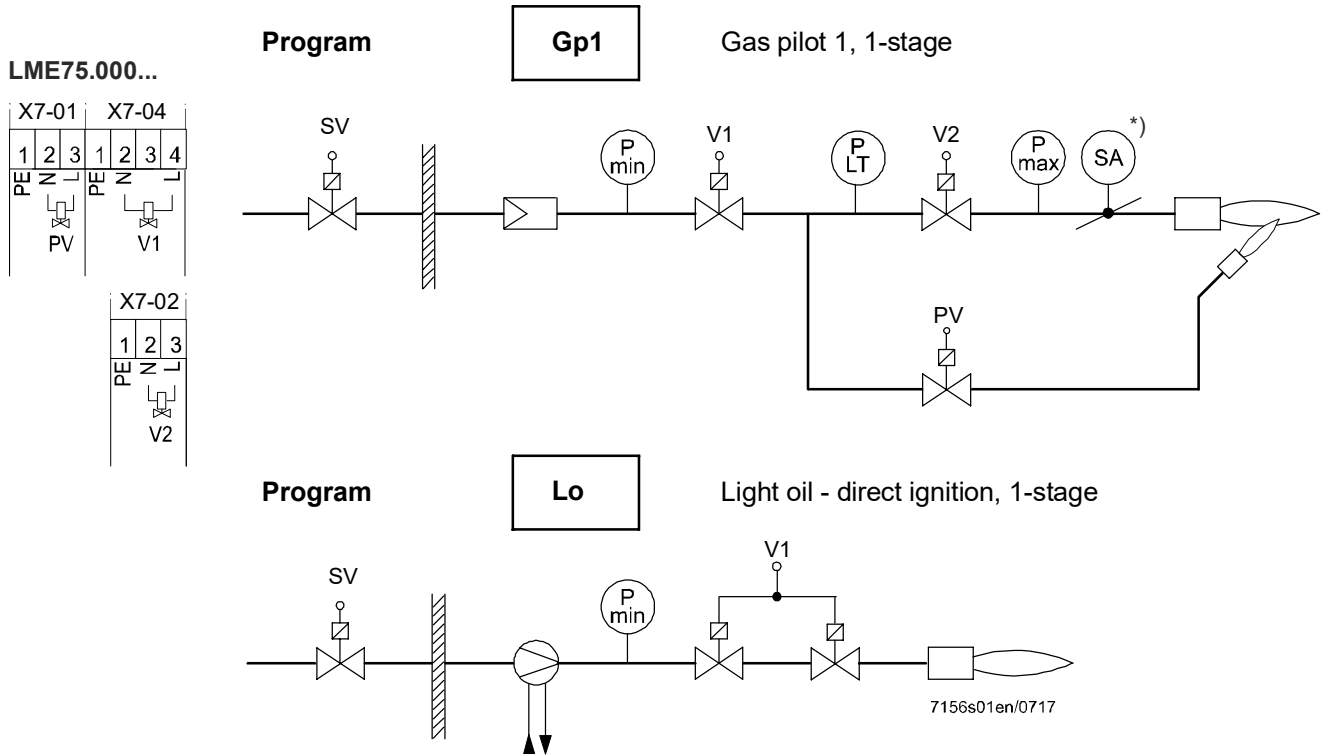 Program Gp1 Gas pilot 1, 1-stage
LME75.000...
X7-01 X7-04
1 2 3 1 2 3 4
PE N L PE N L
PV V1
X7-02
1 2 3
PE N L
V2
SV
P
min
V1
P
LT
V2
P
max
SA
*)
PV
Program Lo Light oil - direct ignition, 1-stage
SV
P
min
V1
7156s01en/0717